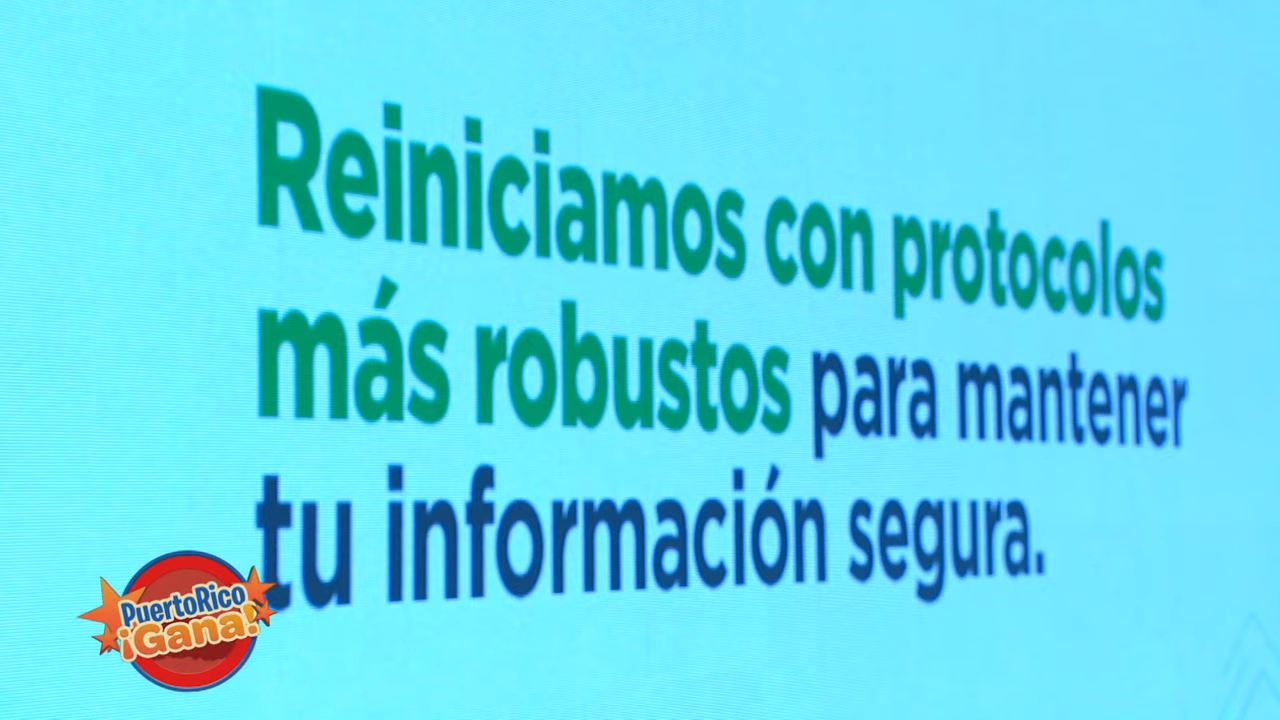 Reiniciamos con protocolos
más robustos para mantener
tu información segura.
PuertoRico
¡Gana!